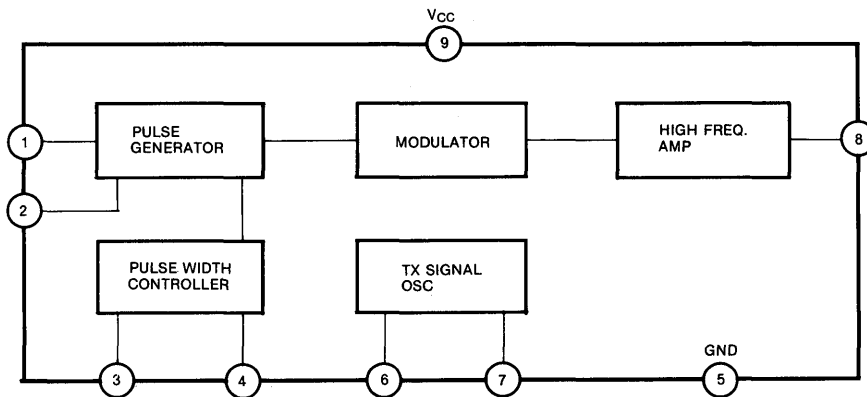 VCC
9
1
PULSE
GENERATOR
MODULATOR
HIGH FREQ.
AMP
8
2
PULSE WIDTH
CONTROLLER
TX SIGNAL
OSC
GND
3
4
6
7
5